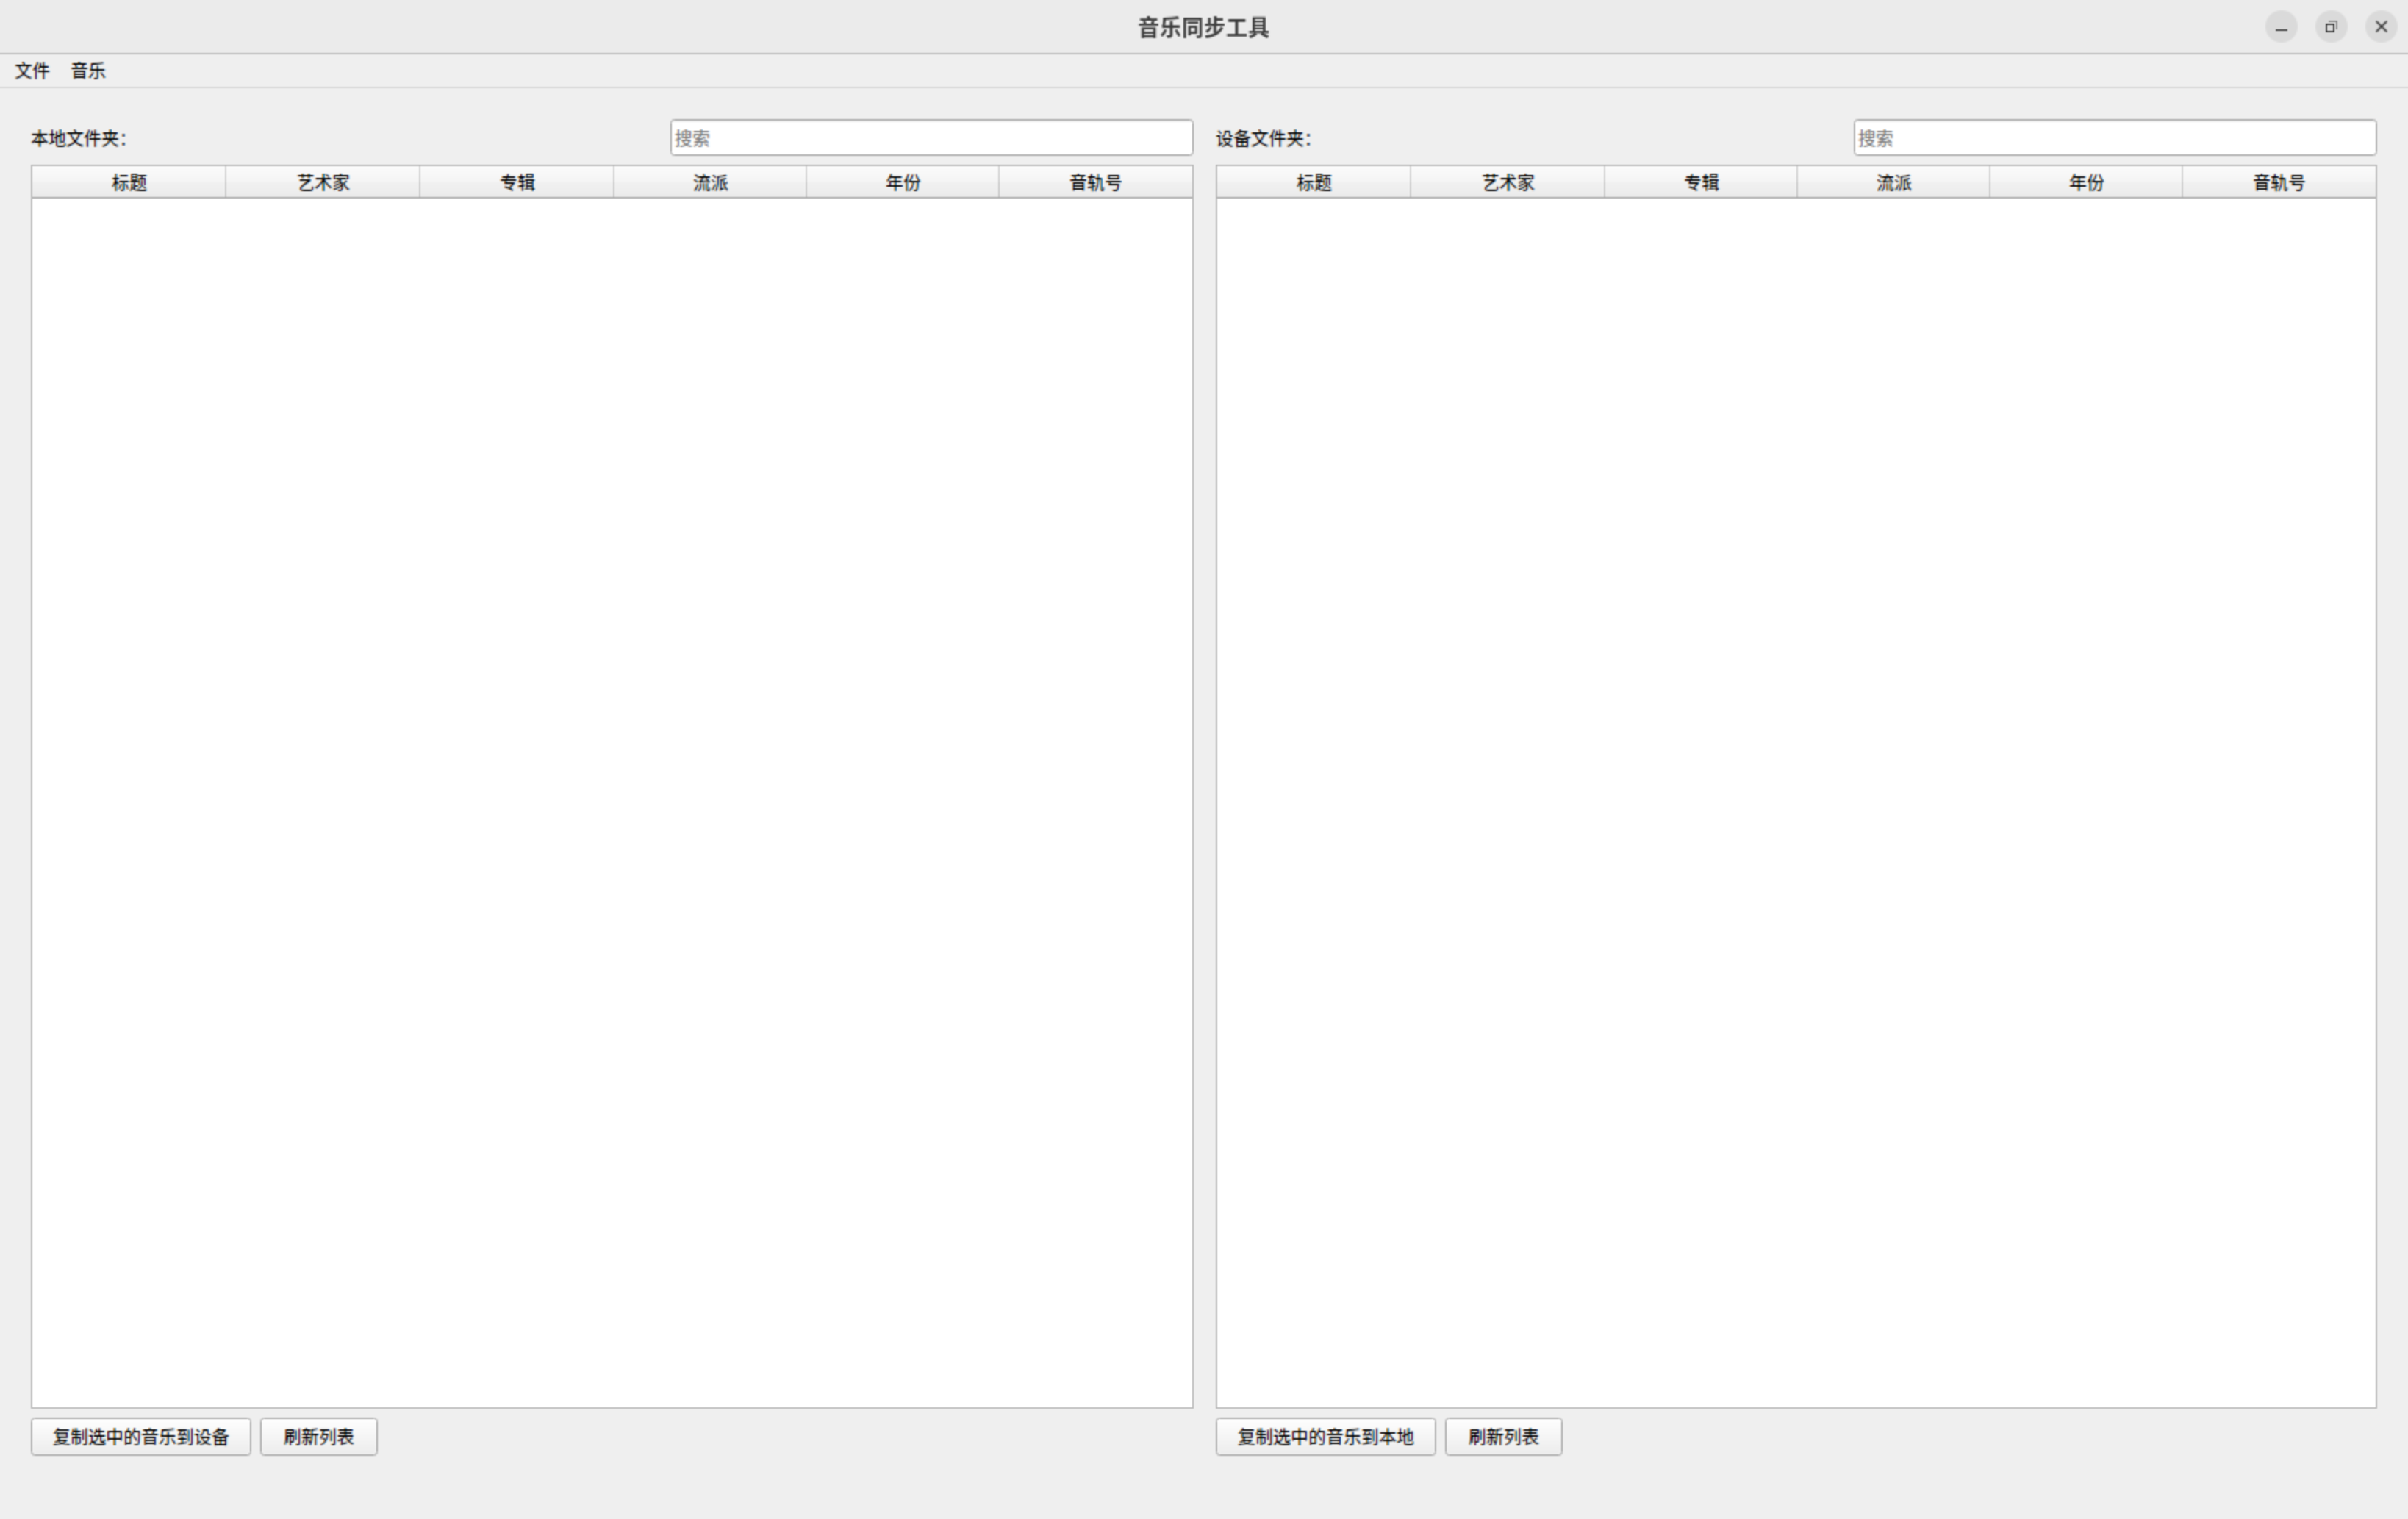 音乐同步工具
文件 音乐
本地文件夹： 搜索
设备文件夹： 搜索
标题 艺术家 专辑 流派 年份 音轨号
标题 艺术家 专辑 流派 年份 音轨号
复制选中的音乐到设备 刷新列表
复制选中的音乐到本地 刷新列表